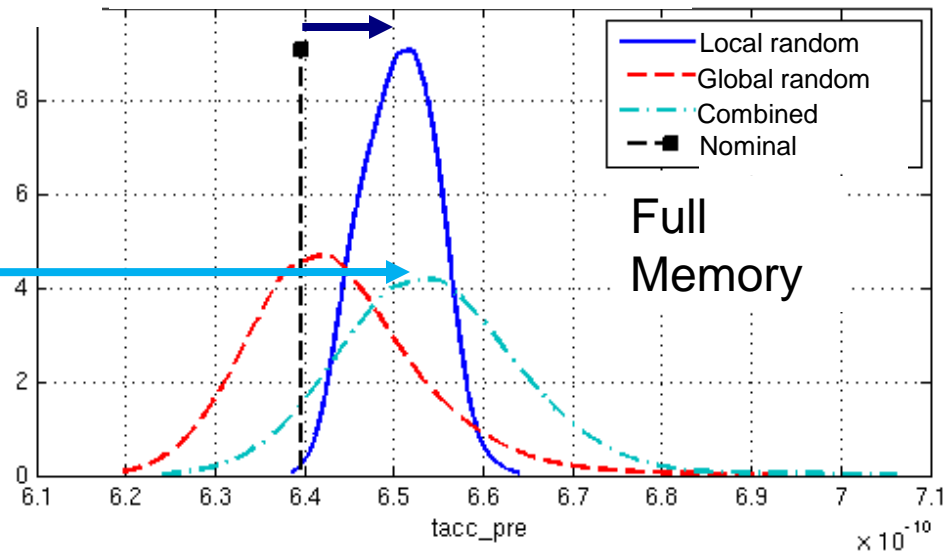 Local random
Global random
Combined
Nominal
Full
Memory
8
6
4
2
0
6.1 6.2 6.3 6.4 6.5 6.6 6.7 6.8 6.9 7 7.1
tacc_pre
× 10⁻¹⁰